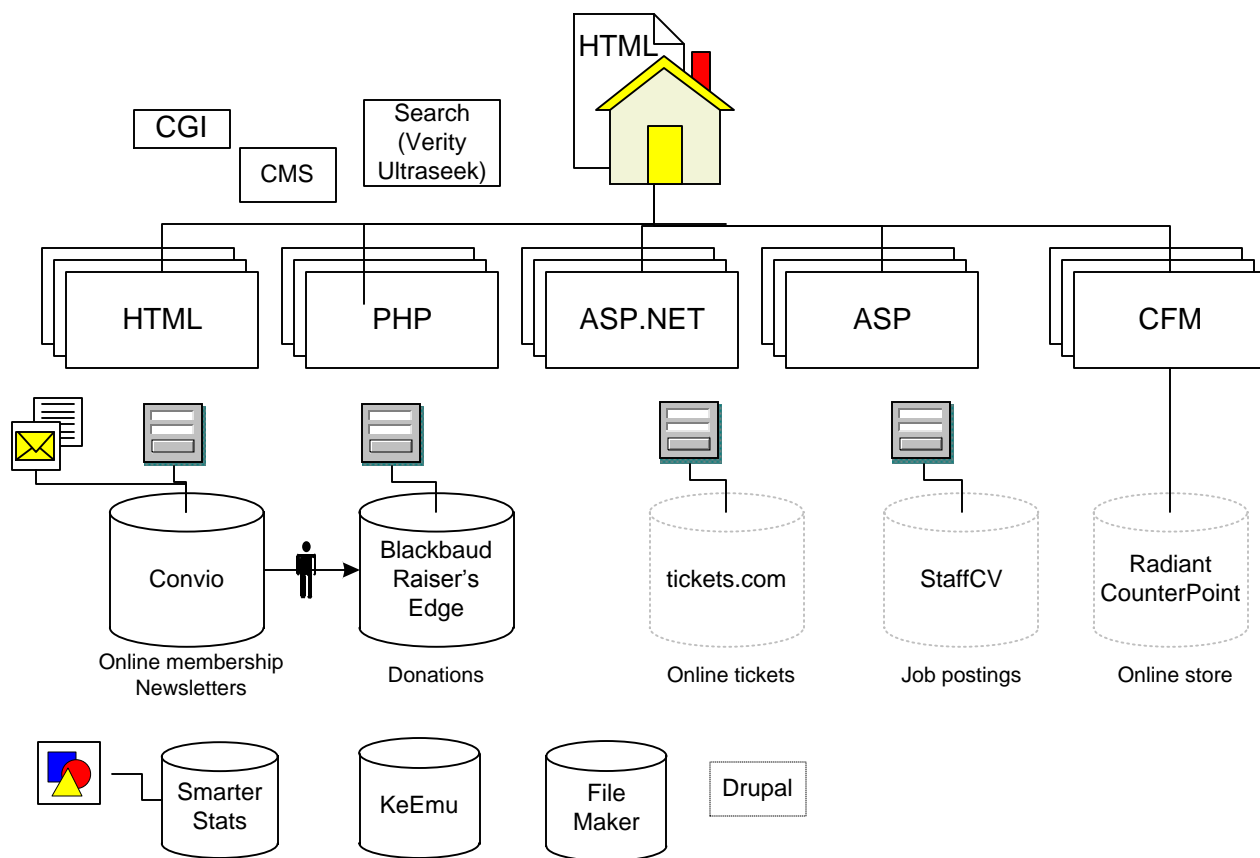 HTML
CGI
Search
(Verity
Ultraseek)
CMS
HTML
PHP
ASP.NET
ASP
CFM
Convio
Blackbaud
Raiser's
Edge
tickets.com
StaffCV
Radiant
CounterPoint
Online membership
Newsletters
Donations
Online tickets
Job postings
Online store
Smarter
Stats
KeEmu
File
Maker
Drupal